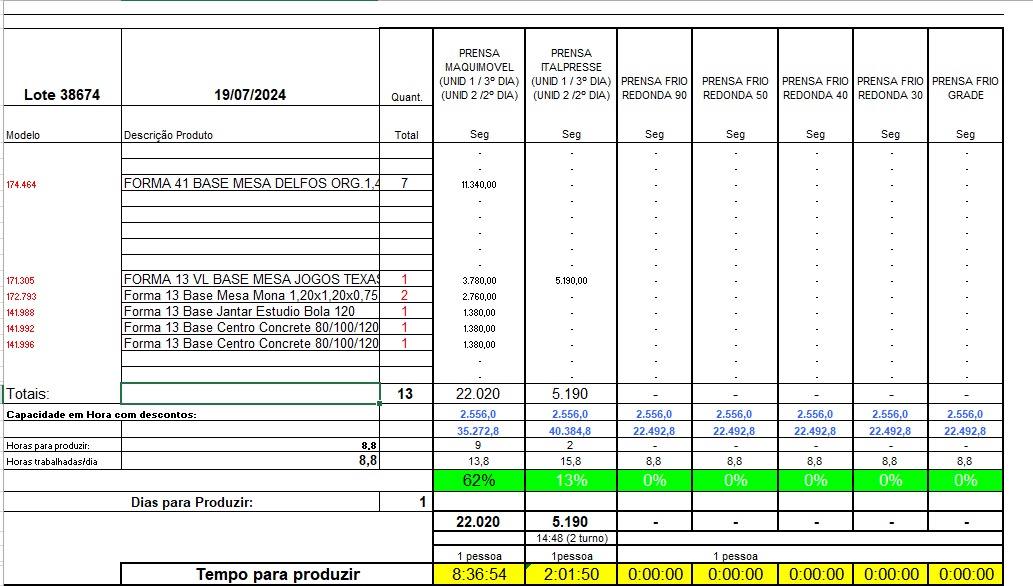 PRENSA MAQUIMOVEL (UNID 1 / 3º DIA) (UNID 2 /2º DIA) PRENSA ITALPRESSE (UNID 1 / 3º DIA) (UNID 2 /2º DIA) PRENSA FRIO REDONDA 90 PRENSA FRIO REDONDA 50 PRENSA FRIO REDONDA 40 PRENSA FRIO REDONDA 30 PRENSA FRIO GRADE
Lote 38674 19/07/2024 Quant.
Modelo Descrição Produto Total Seg Seg Seg Seg Seg Seg Seg
- - - - - - -
- - - - - - -
174.464 FORMA 41 BASE MESA DELFOS ORG.1,4 7 11.340,00 - - - - - -
- - - - - - -
- - - - - - -
- - - - - - -
- - - - - - -
- - - - - - -
171.305 FORMA 13 VL BASE MESA JOGOS TEXAS 1 3.780,00 5.190,00 - - - - -
172.793 Forma 13 Base Mesa Mona 1,20x1,20x0,75 2 2.760,00 - - - - - -
141.988 Forma 13 Base Jantar Estudio Bola 120 1 1.380,00 - - - - - -
141.992 Forma 13 Base Centro Concrete 80/100/120 1 1.380,00 - - - - - -
141.996 Forma 13 Base Centro Concrete 80/100/120 1 1.380,00 - - - - - -
- - - - - - -
- - - - - - -
Totais: 13 22.020 5.190 - - - - -
Capacidade em Hora com descontos: 2.556,0 2.556,0 2.556,0 2.556,0 2.556,0 2.556,0 2.556,0
35.272,8 40.384,8 22.492,8 22.492,8 22.492,8 22.492,8 22.492,8
Horas para produzir: 8,8 9 2 - - - - -
Horas trabalhadas/dia 8,8 13,8 15,8 8,8 8,8 8,8 8,8 8,8
62% 13% 0% 0% 0% 0% 0%
Dias para Produzir: 1
22.020 5.190 - - - - -
14:48 (2 turno)
1 pessoa 1pessoa 1 pessoa
Tempo para produzir 8:36:54 2:01:50 0:00:00 0:00:00 0:00:00 0:00:00 0:00:00